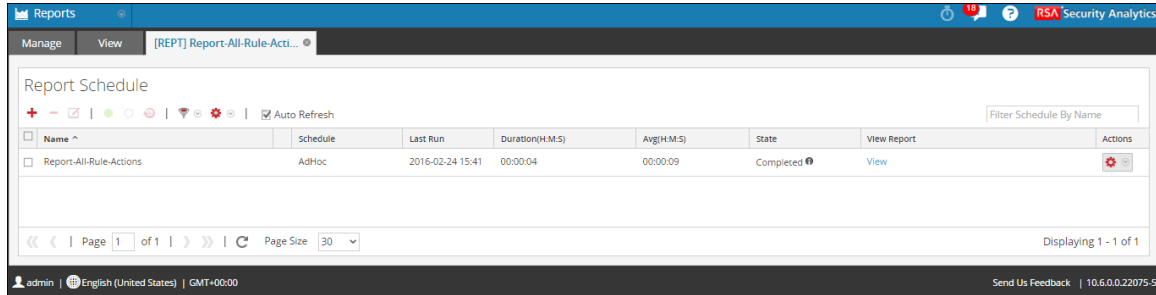 Reports
18
?
RSA Security Analytics
Manage
View
[REPT] Report-All-Rule-Acti...
Report Schedule
Auto Refresh
Filter Schedule By Name
Name ^ Schedule Last Run Duration(H:M:S) Avg(H:M:S) State View Report Actions
Report-All-Rule-Actions AdHoc 2016-02-24 15:41 00:00:04 00:00:09 Completed View
Page 1 of 1 Page Size 30
Displaying 1 - 1 of 1
admin | English (United States) | GMT+00:00
Send Us Feedback | 10.6.0.0.22075-5